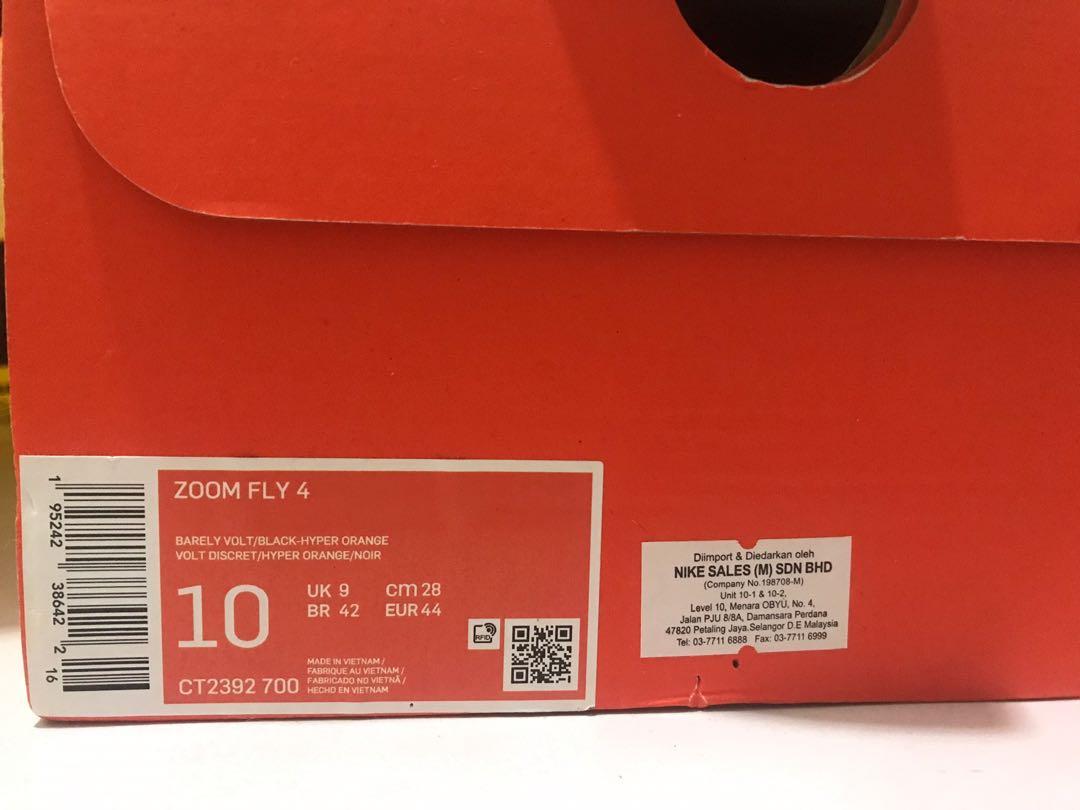 1 95242 38642 2 16
ZOOM FLY 4
BARELY VOLT/BLACK-HYPER ORANGE
VOLT DISCRET/HYPER ORANGE/NOIR
10
UK 9 cm 28
BR 42 EUR 44
CT2392 700
MADE IN VIETNAM /
FABRIQUE AU VIETNAM /
FABRICADO NO VIETNÃ /
HECHO EN VIETNAM
RFID
Diimport & Diedarkan oleh
NIKE SALES (M) SDN BHD
(Company No.198708-M)
Unit 10-1 & 10-2,
Level 10, Menara OBYU, No. 4,
Jalan PJU 8/8A, Damansara Perdana
47820 Petaling Jaya.Selangor D.E Malaysia
Tel: 03-7711 6888 Fax: 03-7711 6999